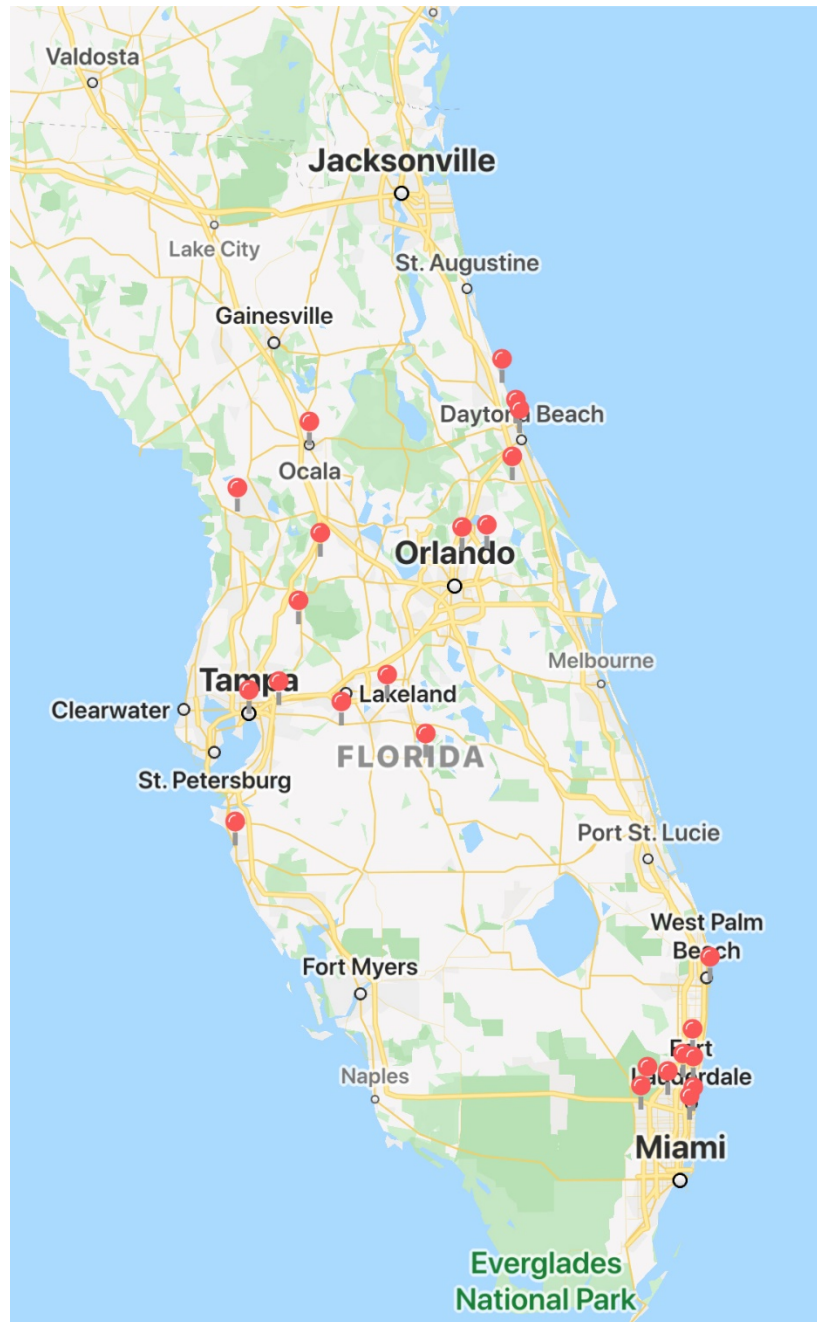 Valdosta
Jacksonville
Lake City
St. Augustine
Gainesville
Daytona Beach
Ocala
Orlando
Melbourne
Tampa
Lakeland
Clearwater
FLORIDA
St. Petersburg
Port St. Lucie
West Palm
Beach
Fort Myers
Fort
Lauderdale
Naples
Miami
Everglades
National Park